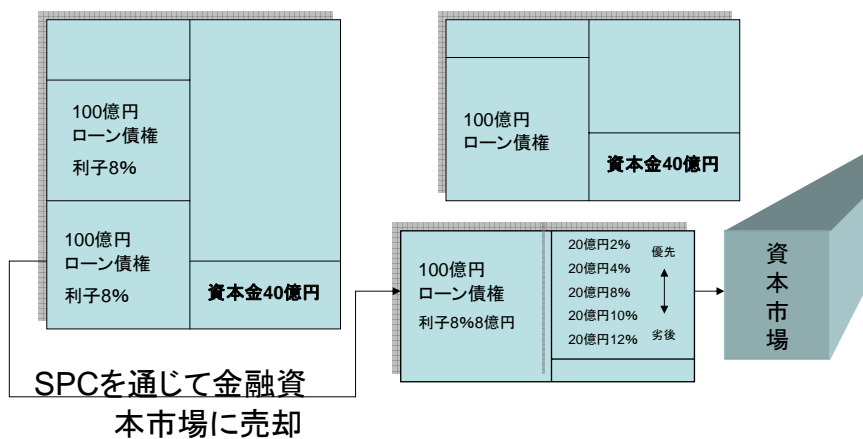 100億円
ローン債権
利子8%
100億円
ローン債権
利子8%
資本金40億円
100億円
ローン債権
資本金40億円
100億円
ローン債権
利子8%8億円
20億円2%
20億円4%
20億円8%
20億円10%
20億円12%
優先
劣後
資本市場
SPCを通じて金融資
本市場に売却